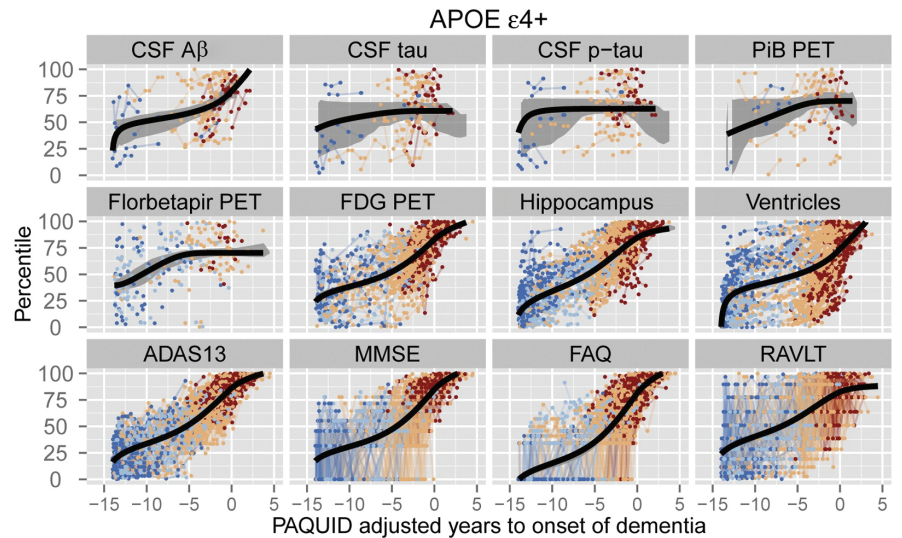 APOE ε4+
CSF Aβ CSF tau CSF p−tau PiB PET
100
75
50
25
0
Florbetapir PET FDG PET Hippocampus Ventricles
100
75
50
25
0
Percentile
ADAS13 MMSE FAQ RAVLT
100
75
50
25
0
−15 −10 −5 0 5 −15 −10 −5 0 5 −15 −10 −5 0 5 −15 −10 −5 0 5
PAQUID adjusted years to onset of dementia